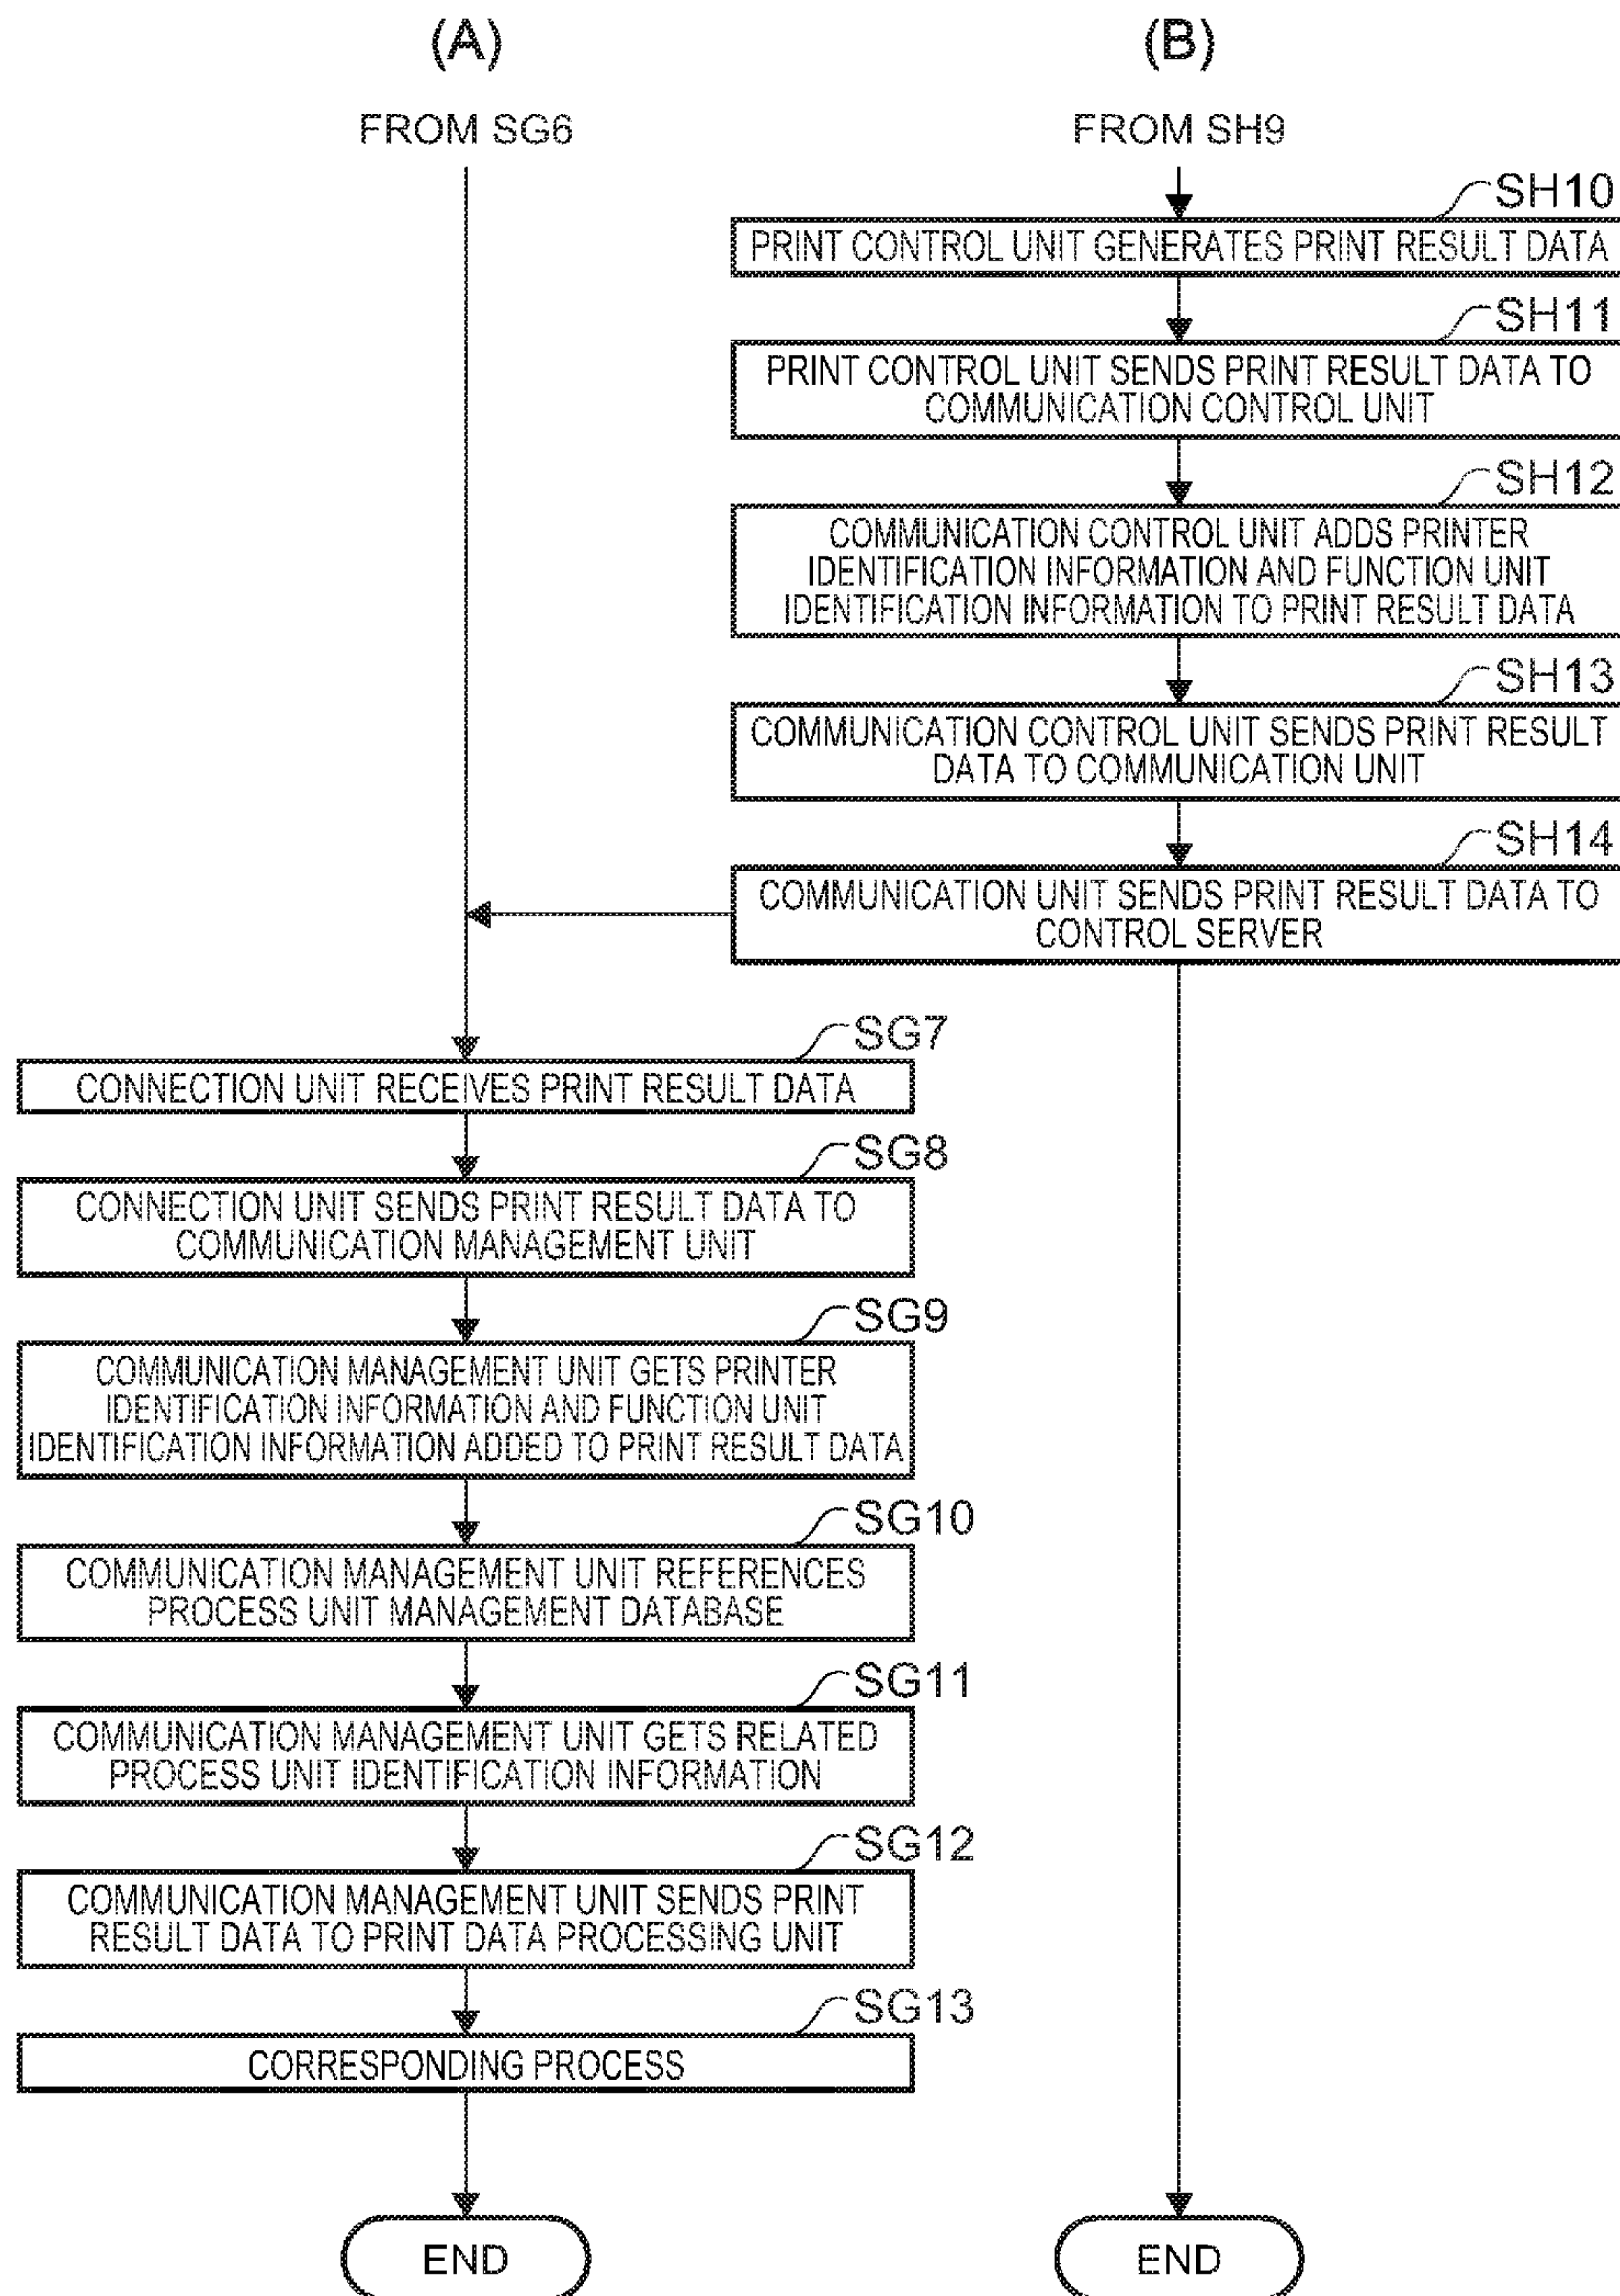 (A)
(B)
FROM SG6
FROM SH9
SH10
PRINT CONTROL UNIT GENERATES PRINT RESULT DATA
SH11
PRINT CONTROL UNIT SENDS PRINT RESULT DATA TO
COMMUNICATION CONTROL UNIT
SH12
COMMUNICATION CONTROL UNIT ADDS PRINTER
IDENTIFICATION INFORMATION AND FUNCTION UNIT
IDENTIFICATION INFORMATION TO PRINT RESULT DATA
SH13
COMMUNICATION CONTROL UNIT SENDS PRINT RESULT
DATA TO COMMUNICATION UNIT
SH14
COMMUNICATION UNIT SENDS PRINT RESULT DATA TO
CONTROL SERVER
SG7
CONNECTION UNIT RECEIVES PRINT RESULT DATA
SG8
CONNECTION UNIT SENDS PRINT RESULT DATA TO
COMMUNICATION MANAGEMENT UNIT
SG9
COMMUNICATION MANAGEMENT UNIT GETS PRINTER
IDENTIFICATION INFORMATION AND FUNCTION UNIT
IDENTIFICATION INFORMATION ADDED TO PRINT RESULT DATA
SG10
COMMUNICATION MANAGEMENT UNIT REFERENCES
PROCESS UNIT MANAGEMENT DATABASE
SG11
COMMUNICATION MANAGEMENT UNIT GETS RELATED
PROCESS UNIT IDENTIFICATION INFORMATION
SG12
COMMUNICATION MANAGEMENT UNIT SENDS PRINT
RESULT DATA TO PRINT DATA PROCESSING UNIT
SG13
CORRESPONDING PROCESS
END
END